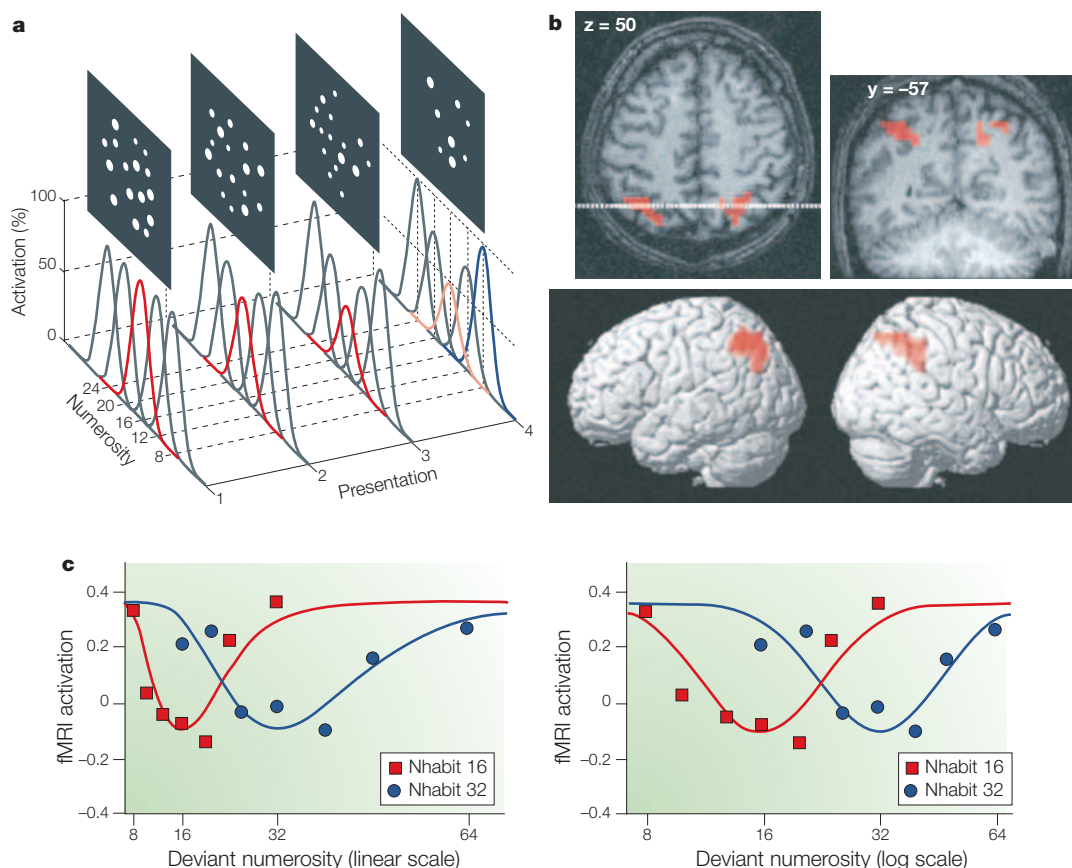 a
100
50
0
Activation (%)
24
20
16
12
8
Numerosity
1
2
3
4
Presentation
b
z = 50
y = –57
c
0.4
0.2
0
–0.2
–0.4
fMRI activation
Nhabit 16
Nhabit 32
8
16
32
64
Deviant numerosity (linear scale)
0.4
0.2
0
–0.2
–0.4
fMRI activation
Nhabit 16
Nhabit 32
8
16
32
64
Deviant numerosity (log scale)